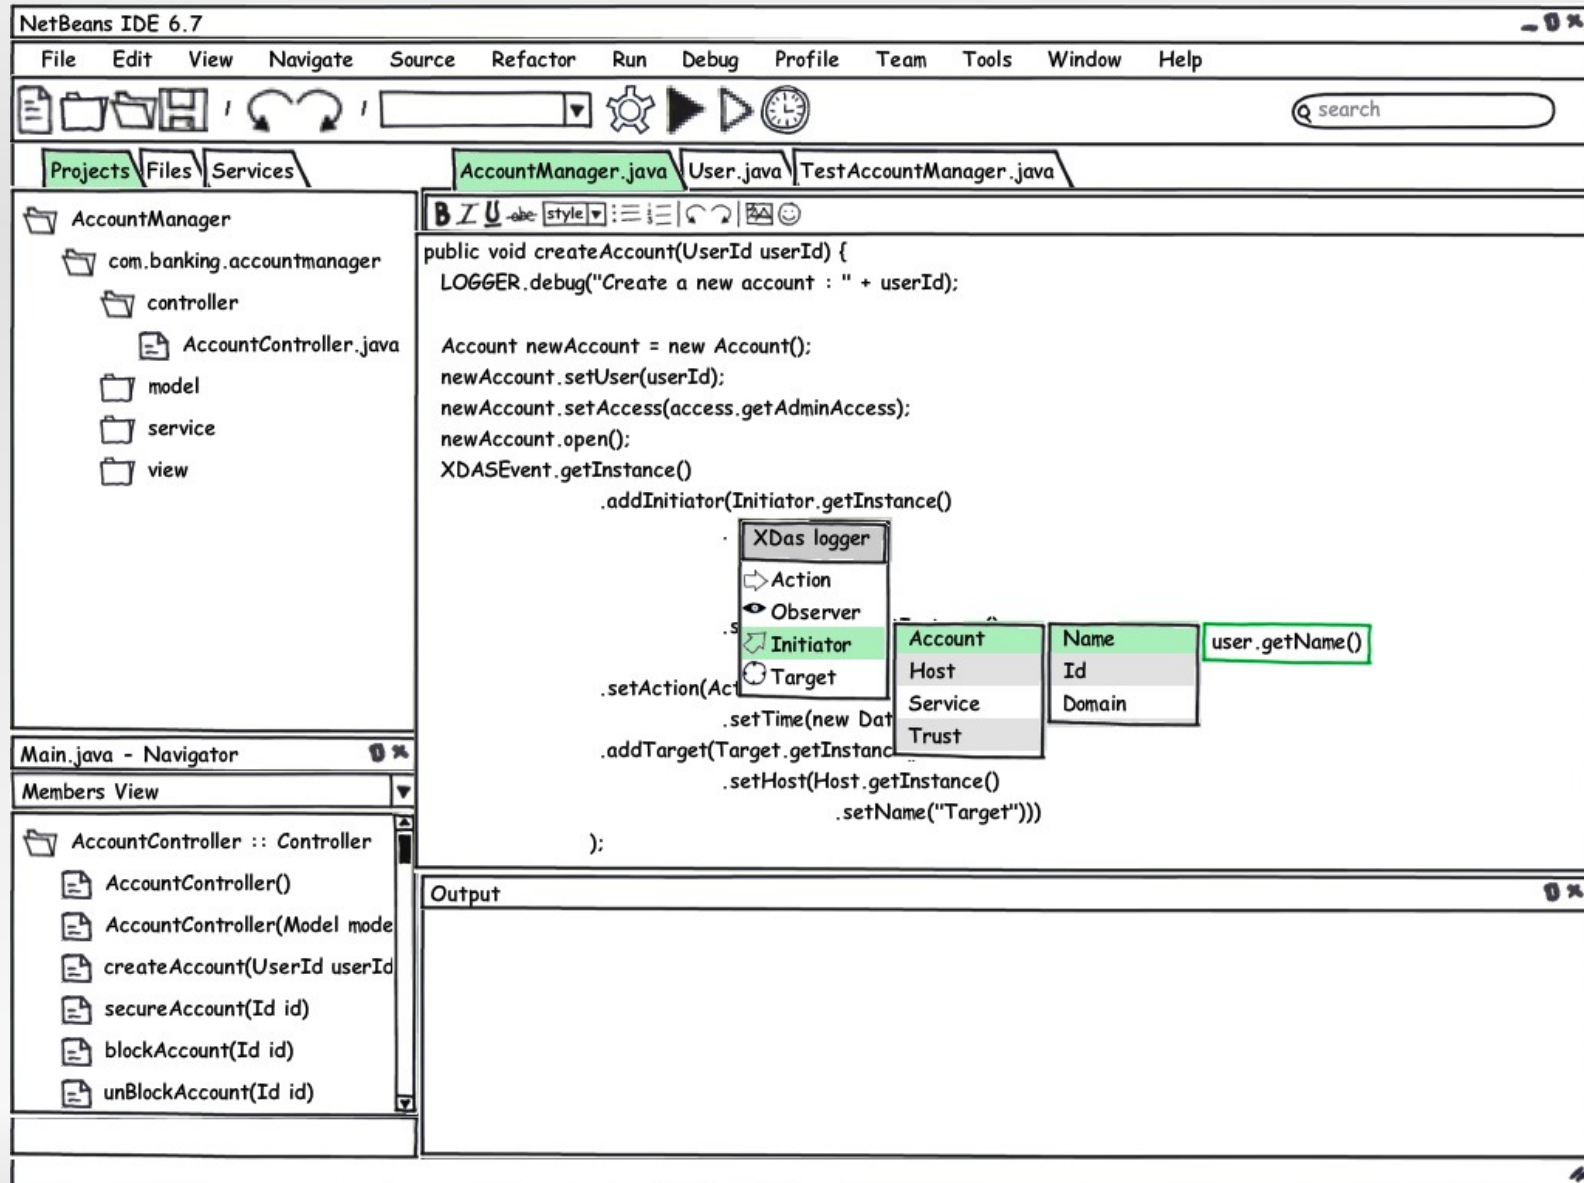 NetBeans IDE 6.7
File Edit View Navigate Source Refactor Run Debug Profile Team Tools Window Help
search
Projects Files Services
AccountManager
com.banking.accountmanager
controller
AccountController.java
model
service
view
Main.java - Navigator
Members View
AccountController :: Controller
AccountController()
AccountController(Model mode
createAccount(UserId userId
secureAccount(Id id)
blockAccount(Id id)
unBlockAccount(Id id)
AccountManager.java User.java TestAccountManager.java
B I U abc style
public void createAccount(UserId userId) {
LOGGER.debug("Create a new account : " + userId);
Account newAccount = new Account();
newAccount.setUser(userId);
newAccount.setAccess(access.getAdminAccess);
newAccount.open();
XDASEvent.getInstance()
.addInitiator(Initiator.getInstance()
.
.s
.setAction(Act
.setTime(new Dat
.addTarget(Target.getInstanc
.setHost(Host.getInstance()
.setName("Target")))
);
XDas logger
Action
Observer
Initiator
Target
Account
Host
Service
Trust
Name
Id
Domain
user.getName()
Output